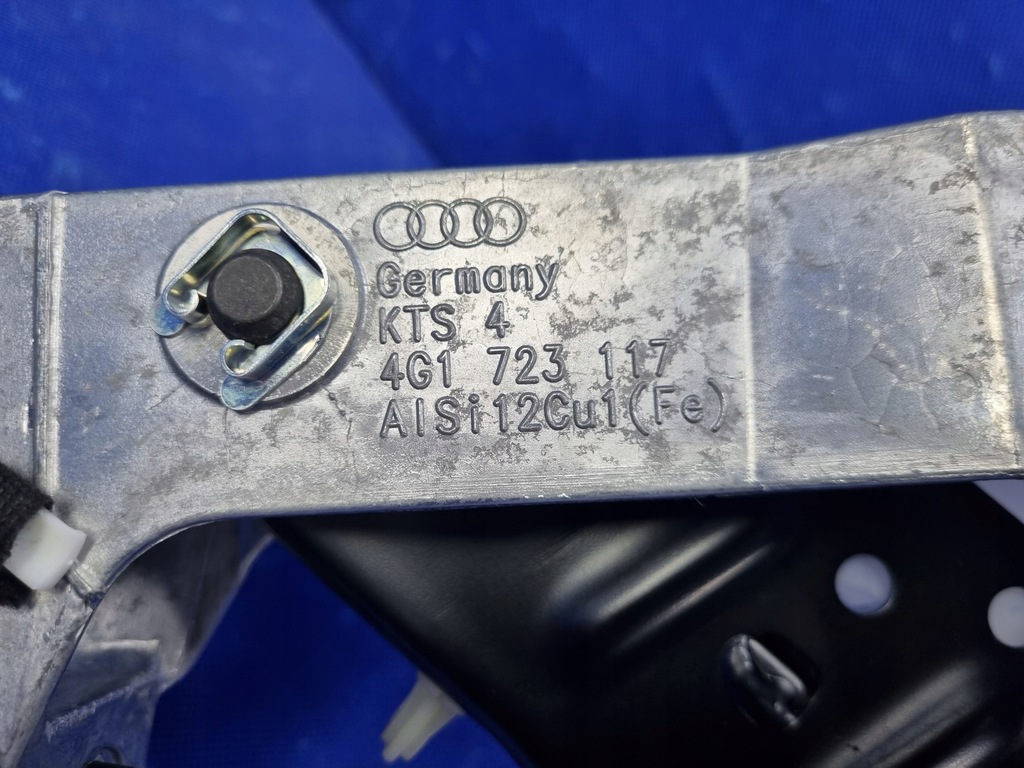 Germany
KTS 4
4G1 723 117
AlSi12Cu1(Fe)